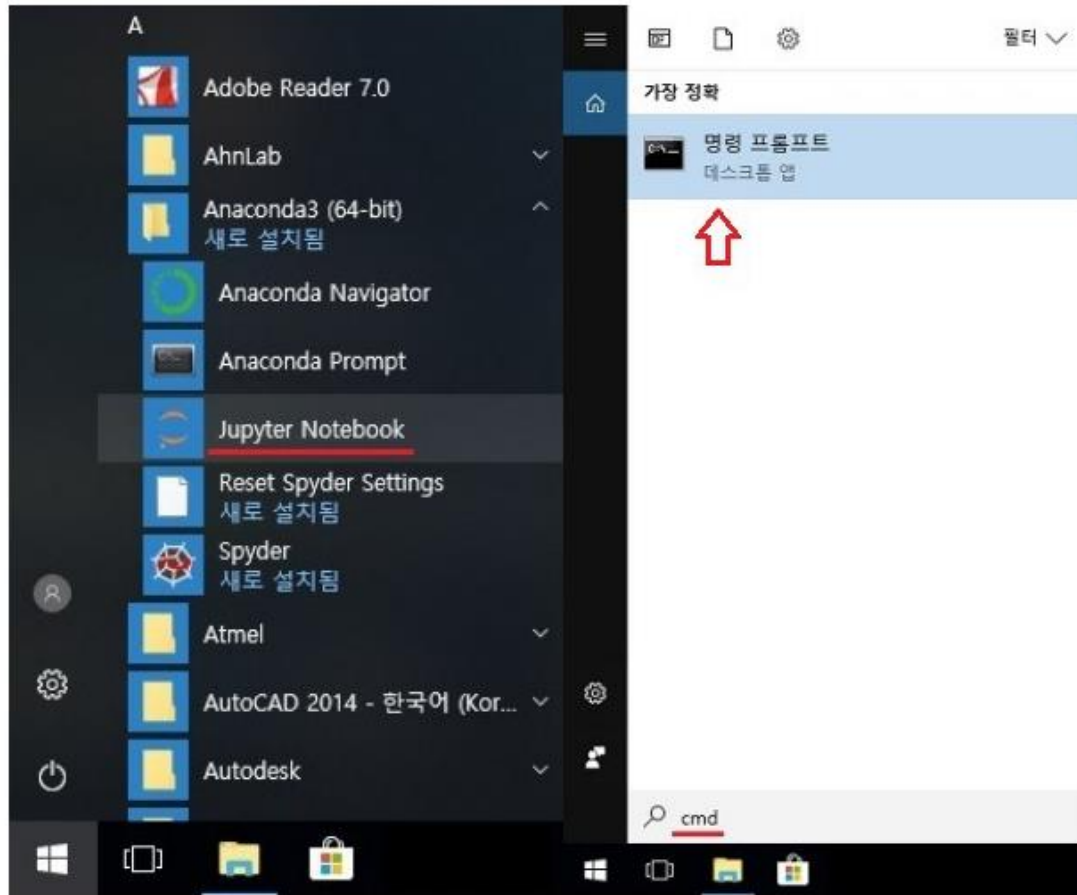 A
Adobe Reader 7.0
AhnLab
Anaconda3 (64-bit)
새로 설치됨
Anaconda Navigator
Anaconda Prompt
Jupyter Notebook
Reset Spyder Settings
새로 설치됨
Spyder
새로 설치됨
Atmel
AutoCAD 2014 - 한국어 (Kor...
Autodesk
필터
가장 정확
명령 프롬프트
데스크톱 앱
cmd